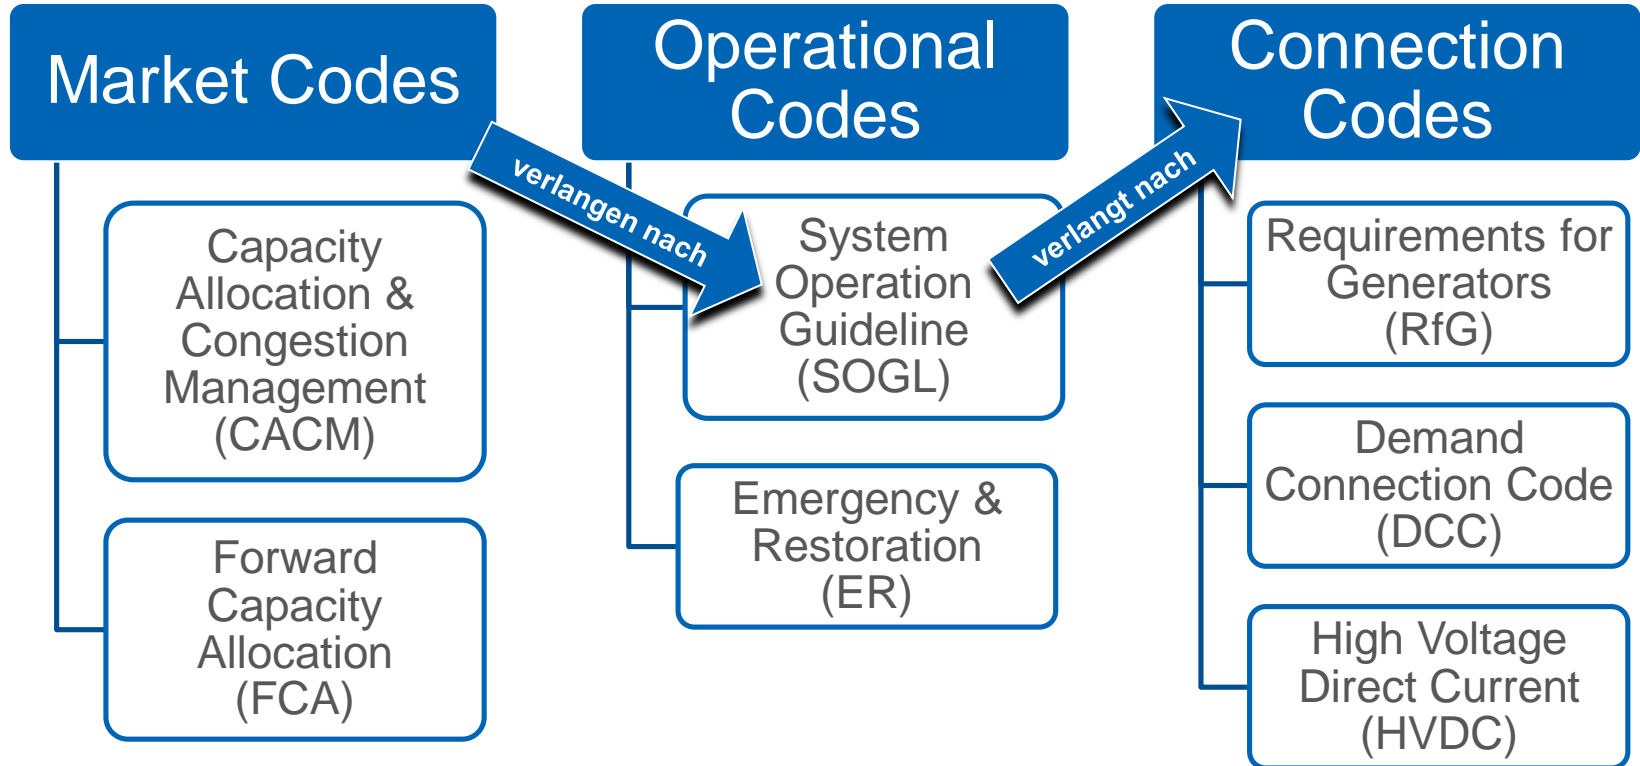 Market Codes
Capacity
Allocation &
Congestion
Management
(CACM)
Forward
Capacity
Allocation
(FCA)
verlangen nach
Operational
Codes
System
Operation
Guideline
(SOGL)
Emergency &
Restoration
(ER)
verlangt nach
Connection
Codes
Requirements for
Generators
(RfG)
Demand
Connection Code
(DCC)
High Voltage
Direct Current
(HVDC)